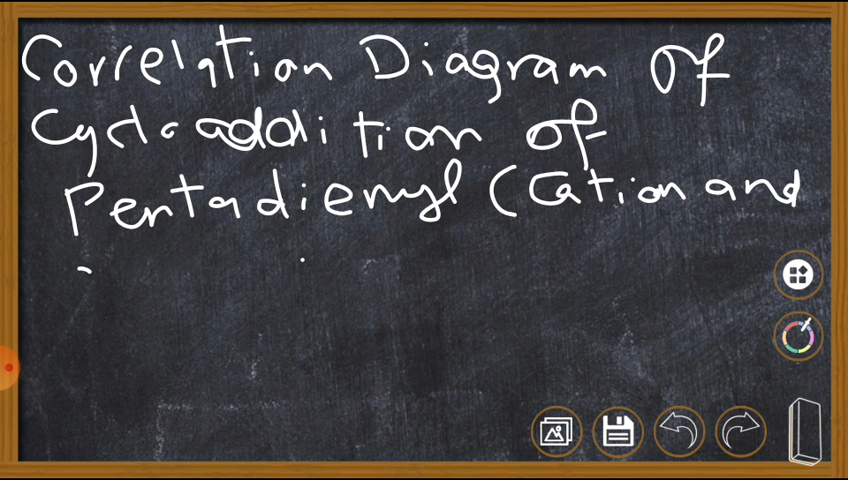 Correlation Diagram of
Cycloaddition of
Pentadienyl (Cation and